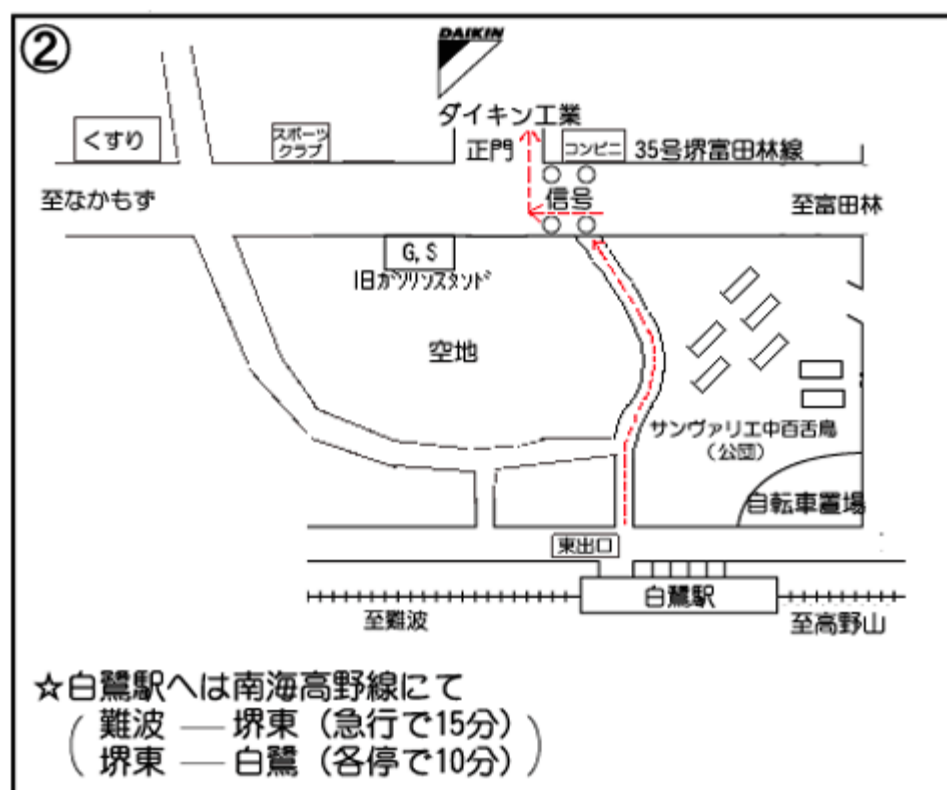 ②
DAIKIN
ダイキン工業
正門
くすり
スポーツ
クラブ
コンビニ
35号堺富田林線
至なかもず
信号
至富田林
G,S
旧ガソリンスタンド
空地
サンヴァリエ中百舌鳥
(公団)
自転車置場
東出口
白鷺駅
至難波
至高野山
☆白鷺駅へは南海高野線にて
(難波 — 堺東 (急行で15分))
(堺東 — 白鷺 (各停で10分))